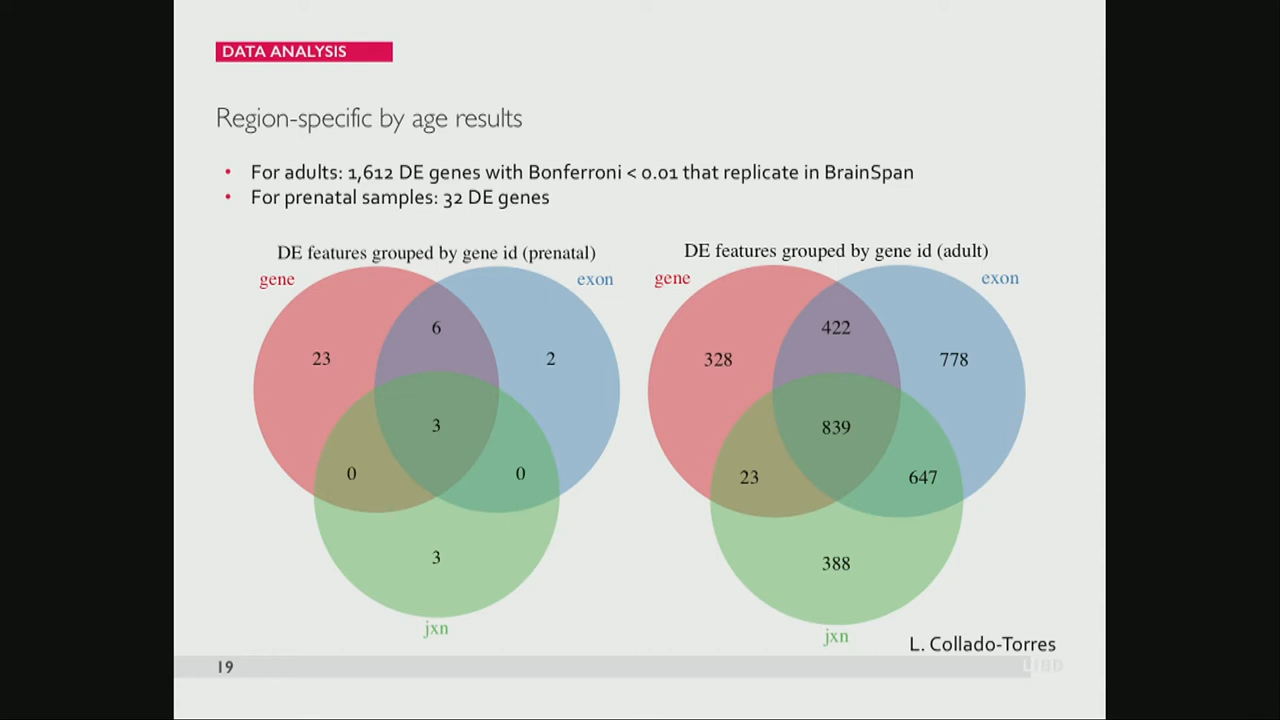 DATA ANALYSIS
Region-specific by age results
• For adults: 1,612 DE genes with Bonferroni < 0.01 that replicate in BrainSpan
• For prenatal samples: 32 DE genes
DE features grouped by gene id (prenatal)
gene
exon
6
23
2
3
0
0
3
jxn
DE features grouped by gene id (adult)
gene
exon
422
328
778
839
23
647
388
jxn
L. Collado-Torres
19
LIBD